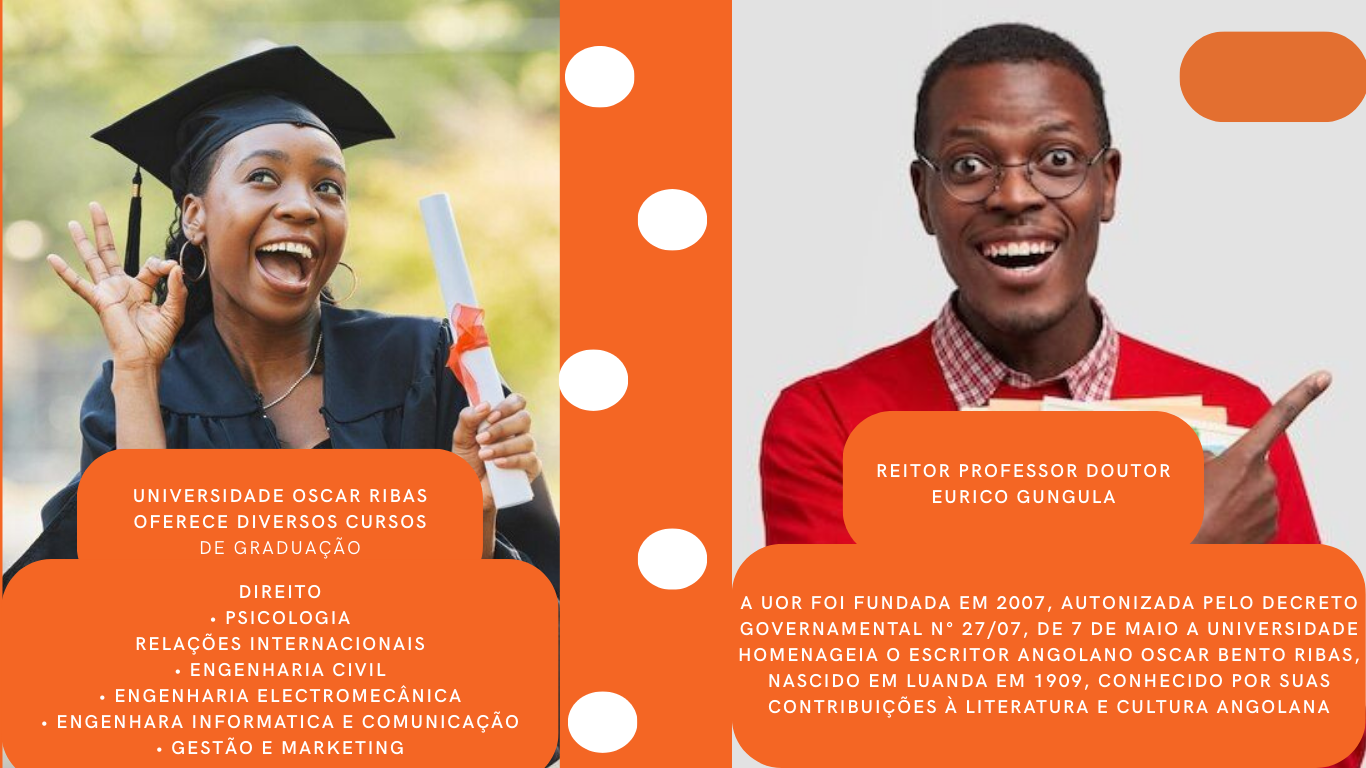 UNIVERSIDADE OSCAR RIBAS
OFERECE DIVERSOS CURSOS
DE GRADUAÇÃO
DIREITO
• PSICOLOGIA
RELAÇÕES INTERNACIONAIS
• ENGENHARIA CIVIL
• ENGENHARIA ELECTROMECÂNICA
• ENGENHARA INFORMATICA E COMUNICAÇÃO
• GESTÃO E MARKETING
REITOR PROFESSOR DOUTOR
EURICO GUNGULA
A UOR FOI FUNDADA EM 2007, AUTONIZADA PELO DECRETO
GOVERNAMENTAL N° 27/07, DE 7 DE MAIO A UNIVERSIDADE
HOMENAGEIA O ESCRITOR ANGOLANO OSCAR BENTO RIBAS,
NASCIDO EM LUANDA EM 1909, CONHECIDO POR SUAS
CONTRIBUIÇÕES À LITERATURA E CULTURA ANGOLANA